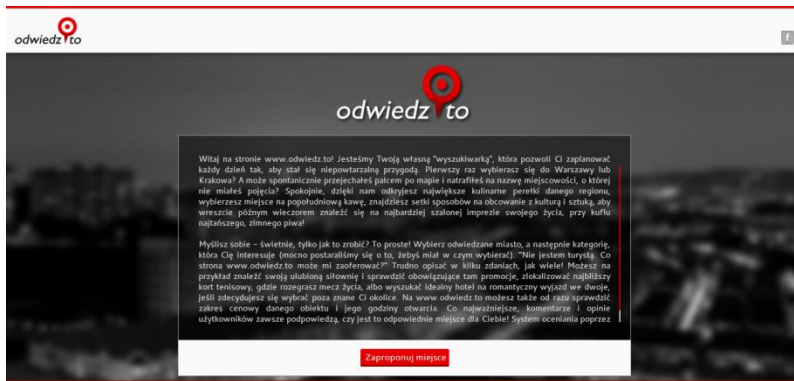 odwiedz to
f
odwiedz to
Witaj na stronie www.odwiedz.to! Jesteśmy Twoją własną "wyszukiwarką", która pozwoli Ci zaplanować
każdy dzień tak, aby stał się niepowtarzalną przygodą. Pierwszy raz wybierasz się do Warszawy lub
Krakowa? A może spontanicznie przejechałeś palcem po mapie i natrafiłeś na nazwę miejscowości, o której
nie miałeś pojęcia? Spokojnie, dzięki nam odkryjesz największe kulinarne perełki danego regionu,
wybierzesz miejsce na popołudniową kawę, znajdziesz setki sposobów na obcowanie z kulturą i sztuką, aby
wreszcie późnym wieczorem znaleźć się na najbardziej szalonej imprezie swojego życia, przy kuflu
najtańszego, zimnego piwa!
Myślisz sobie – świetnie, tylko jak to zrobić? To proste! Wybierz odwiedzane miasto, a następnie kategorię,
która Cię interesuje (mocno postaraliśmy się o to, żebyś miał w czym wybierać). "Nie jestem turystą. Co
strona www.odwiedz.to może mi zaoferować?" Trudno opisać w kilku zdaniach, jak wiele! Możesz na
przykład znaleźć swoją ulubioną siłownię i sprawdzić obowiązujące tam promocje, zlokalizować najbliższy
kort tenisowy, gdzie rozegrasz mecz życia, albo wyszukać idealny hotel na romantyczny wyjazd we dwoje,
jeśli zdecydujesz się wybrać poza znane Ci okolice. Na www.odwiedz.to możesz także od razu sprawdzić
zakres cenowy danego obiektu i jego godziny otwarcia. Co najważniejsze, komentarze i opinie
użytkowników zawsze podpowiedzą, czy jest to odpowiednie miejsce dla Ciebie! System oceniania poprzez
Zaproponuj miejsce